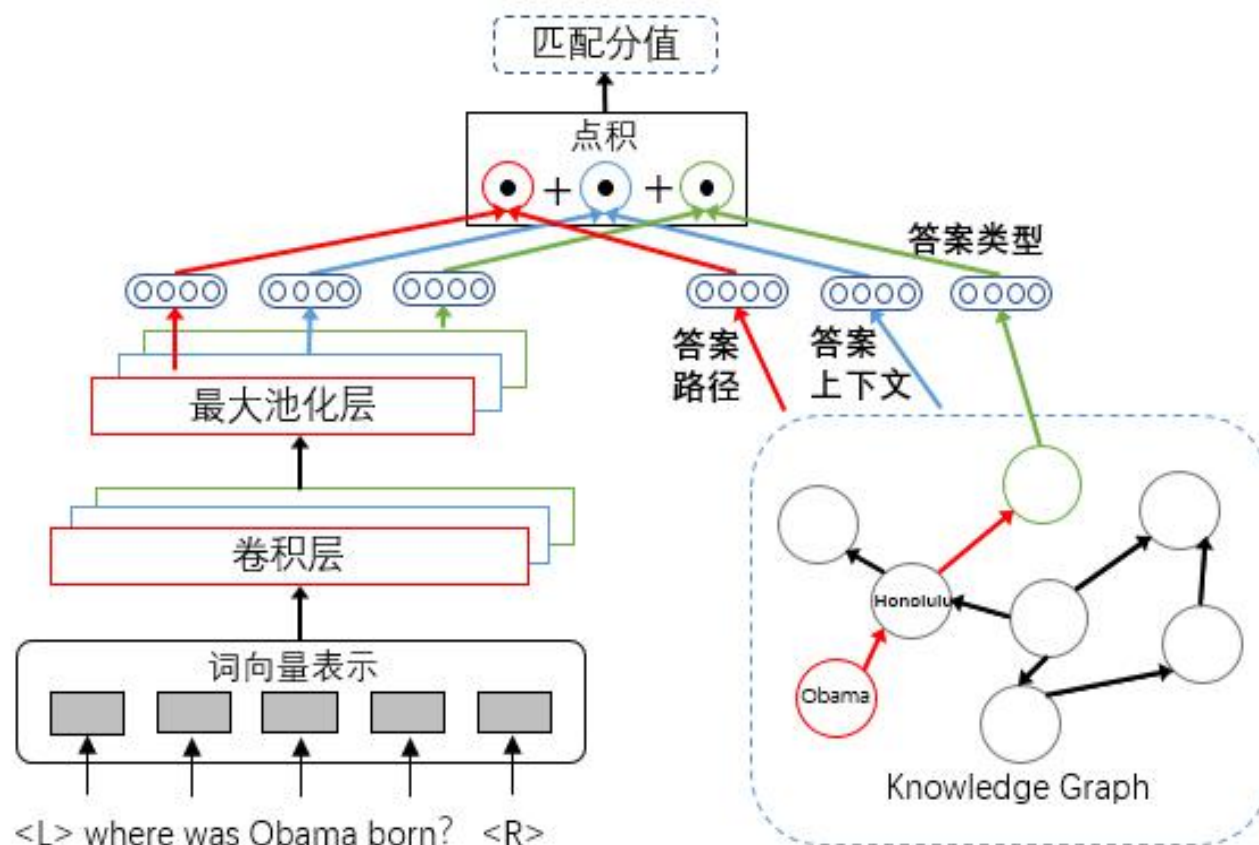 匹配分值
点积
答案类型
答案
路径
答案
上下文
最大池化层
卷积层
词向量表示
<L> where was Obama born? <R>
Honolulu
Obama
Knowledge Graph